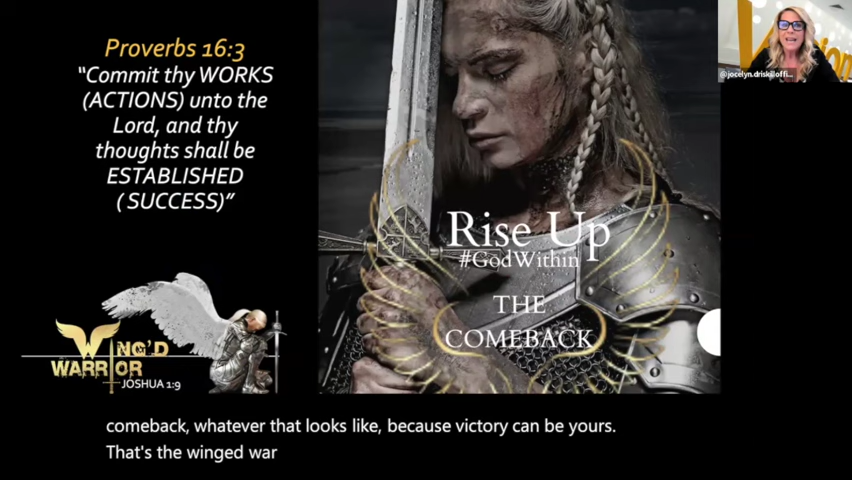 Proverbs 16:3
“Commit thy WORKS
(ACTIONS) unto the
Lord, and thy
thoughts shall be
ESTABLISHED
( SUCCESS)”
WING'D
WARRIOR
JOSHUA 1:9
Rise Up
#GodWithin
THE
COMEBACK
comeback, whatever that looks like, because victory can be yours.
That's the winged war